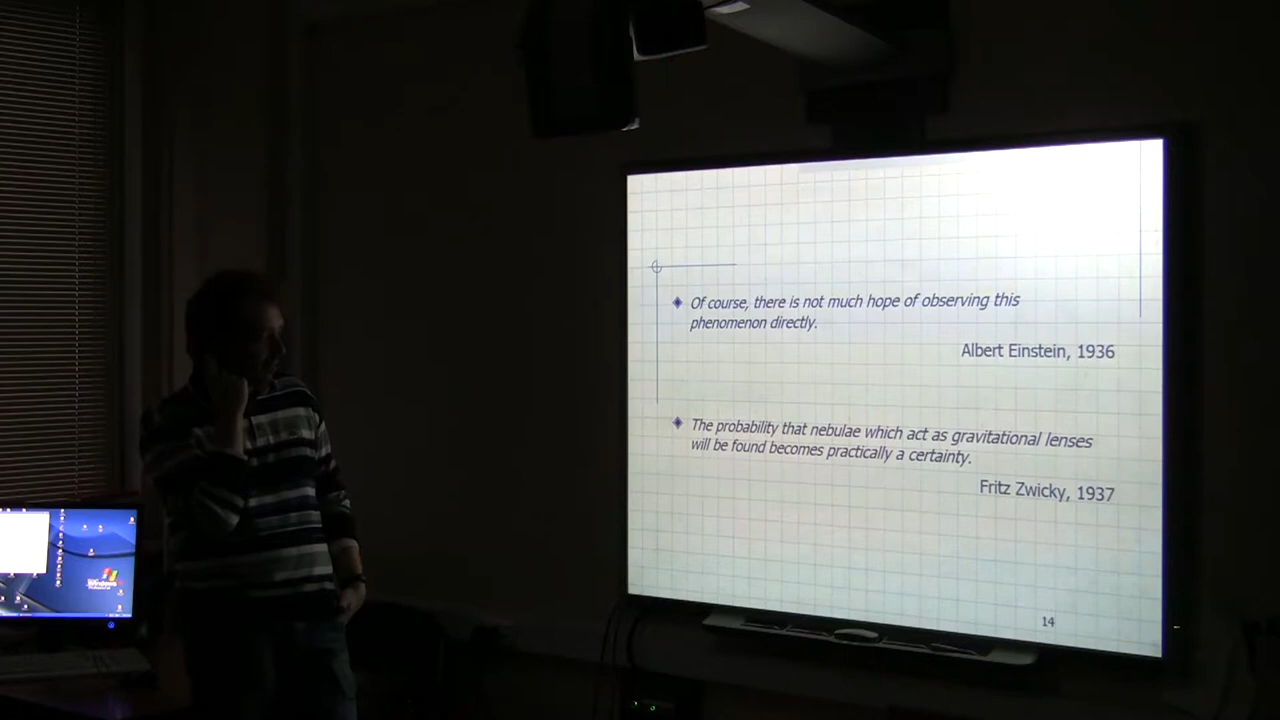 Of course, there is not much hope of observing this
phenomenon directly.
Albert Einstein, 1936
The probability that nebulae which act as gravitational lenses
will be found becomes practically a certainty.
Fritz Zwicky, 1937
14
Windows